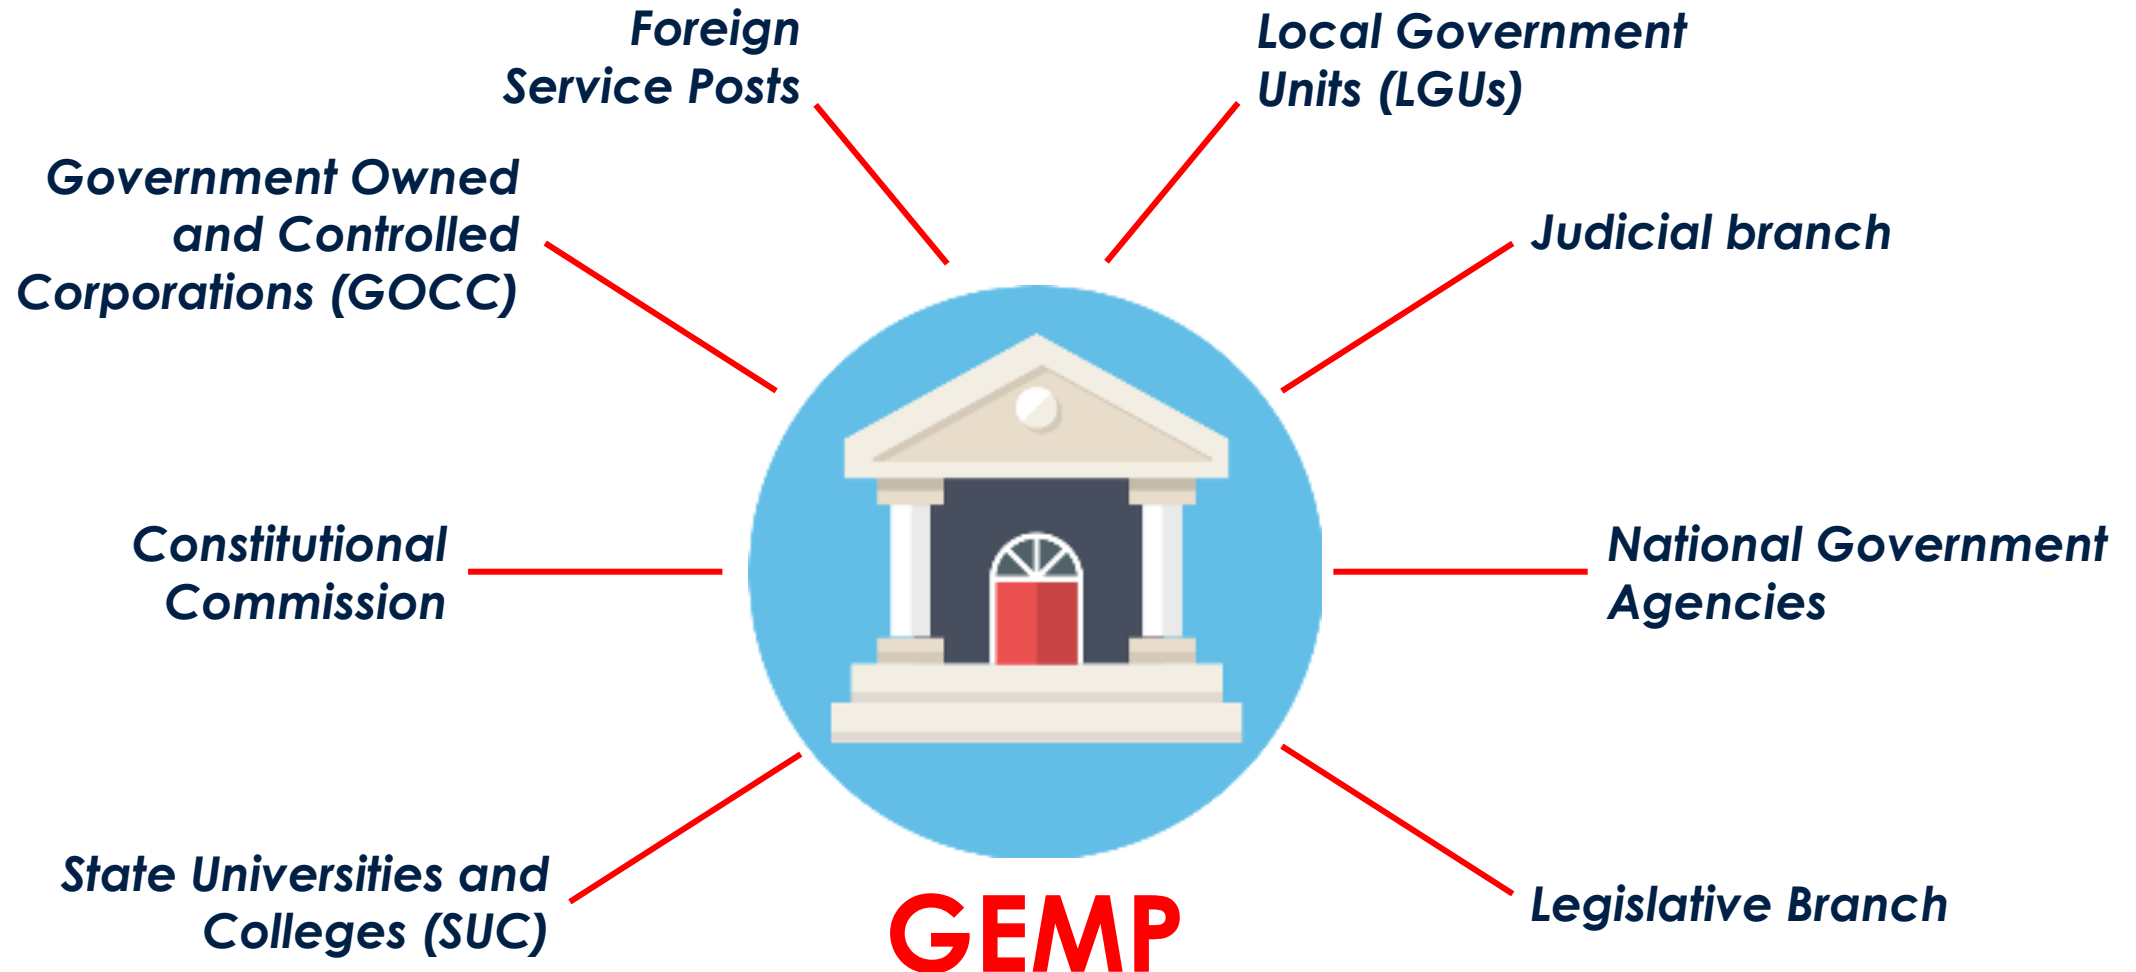 Foreign
Service Posts
Local Government
Units (LGUs)
Government Owned
and Controlled
Corporations (GOCC)
Judicial branch
Constitutional
Commission
National Government
Agencies
State Universities and
Colleges (SUC)
Legislative Branch
GEMP